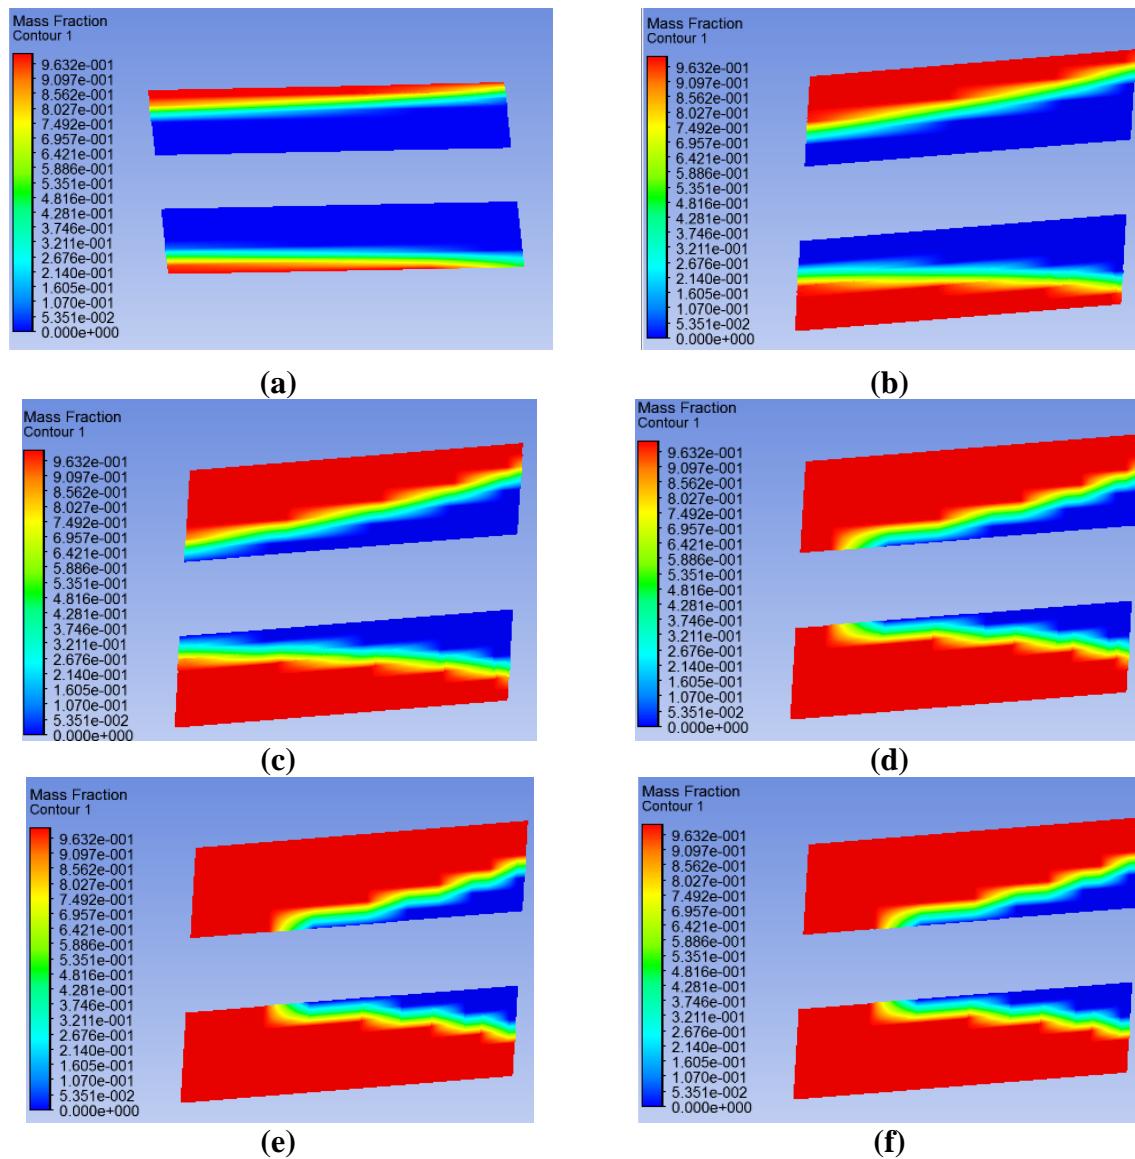 Mass Fraction
Contour 1
9.632e-001
9.097e-001
8.562e-001
8.027e-001
7.492e-001
6.957e-001
6.421e-001
5.886e-001
5.351e-001
4.816e-001
4.281e-001
3.746e-001
3.211e-001
2.676e-001
2.140e-001
1.605e-001
1.070e-001
5.351e-002
0.000e+000
(a)
Mass Fraction
Contour 1
9.632e-001
9.097e-001
8.562e-001
8.027e-001
7.492e-001
6.957e-001
6.421e-001
5.886e-001
5.351e-001
4.816e-001
4.281e-001
3.746e-001
3.211e-001
2.676e-001
2.140e-001
1.605e-001
1.070e-001
5.351e-002
0.000e+000
(b)
Mass Fraction
Contour 1
9.632e-001
9.097e-001
8.562e-001
8.027e-001
7.492e-001
6.957e-001
6.421e-001
5.886e-001
5.351e-001
4.816e-001
4.281e-001
3.746e-001
3.211e-001
2.676e-001
2.140e-001
1.605e-001
1.070e-001
5.351e-002
0.000e+000
(c)
Mass Fraction
Contour 1
9.632e-001
9.097e-001
8.562e-001
8.027e-001
7.492e-001
6.957e-001
6.421e-001
5.886e-001
5.351e-001
4.816e-001
4.281e-001
3.746e-001
3.211e-001
2.676e-001
2.140e-001
1.605e-001
1.070e-001
5.351e-002
0.000e+000
(d)
Mass Fraction
Contour 1
9.632e-001
9.097e-001
8.562e-001
8.027e-001
7.492e-001
6.957e-001
6.421e-001
5.886e-001
5.351e-001
4.816e-001
4.281e-001
3.746e-001
3.211e-001
2.676e-001
2.140e-001
1.605e-001
1.070e-001
5.351e-002
0.000e+000
(e)
Mass Fraction
Contour 1
9.632e-001
9.097e-001
8.562e-001
8.027e-001
7.492e-001
6.957e-001
6.421e-001
5.886e-001
5.351e-001
4.816e-001
4.281e-001
3.746e-001
3.211e-001
2.676e-001
2.140e-001
1.605e-001
1.070e-001
5.351e-002
0.000e+000
(f)